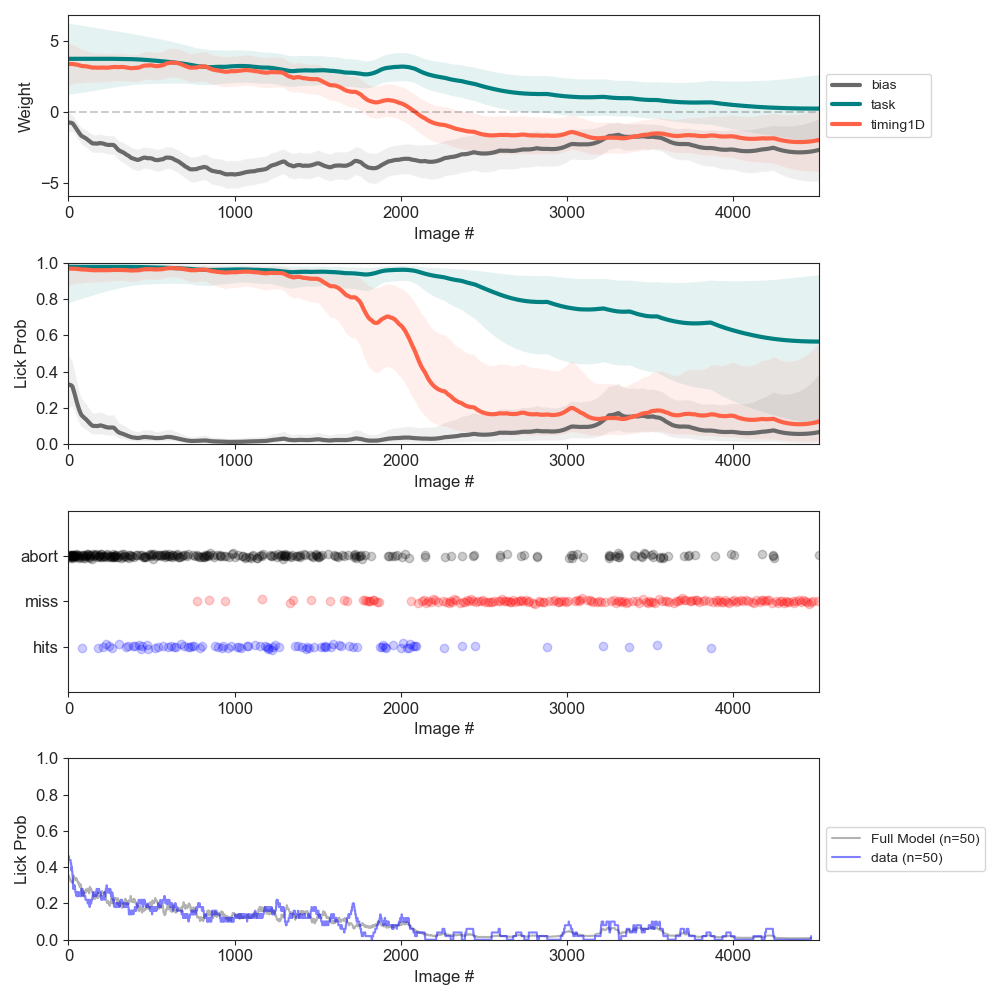 5
0
−5
Weight
0 1000 2000 3000 4000
Image #
bias
task
timing1D
1.0
0.8
0.6
0.4
0.2
0.0
Lick Prob
0 1000 2000 3000 4000
Image #
abort
miss
hits
0 1000 2000 3000 4000
Image #
1.0
0.8
0.6
0.4
0.2
0.0
Lick Prob
0 1000 2000 3000 4000
Image #
Full Model (n=50)
data (n=50)